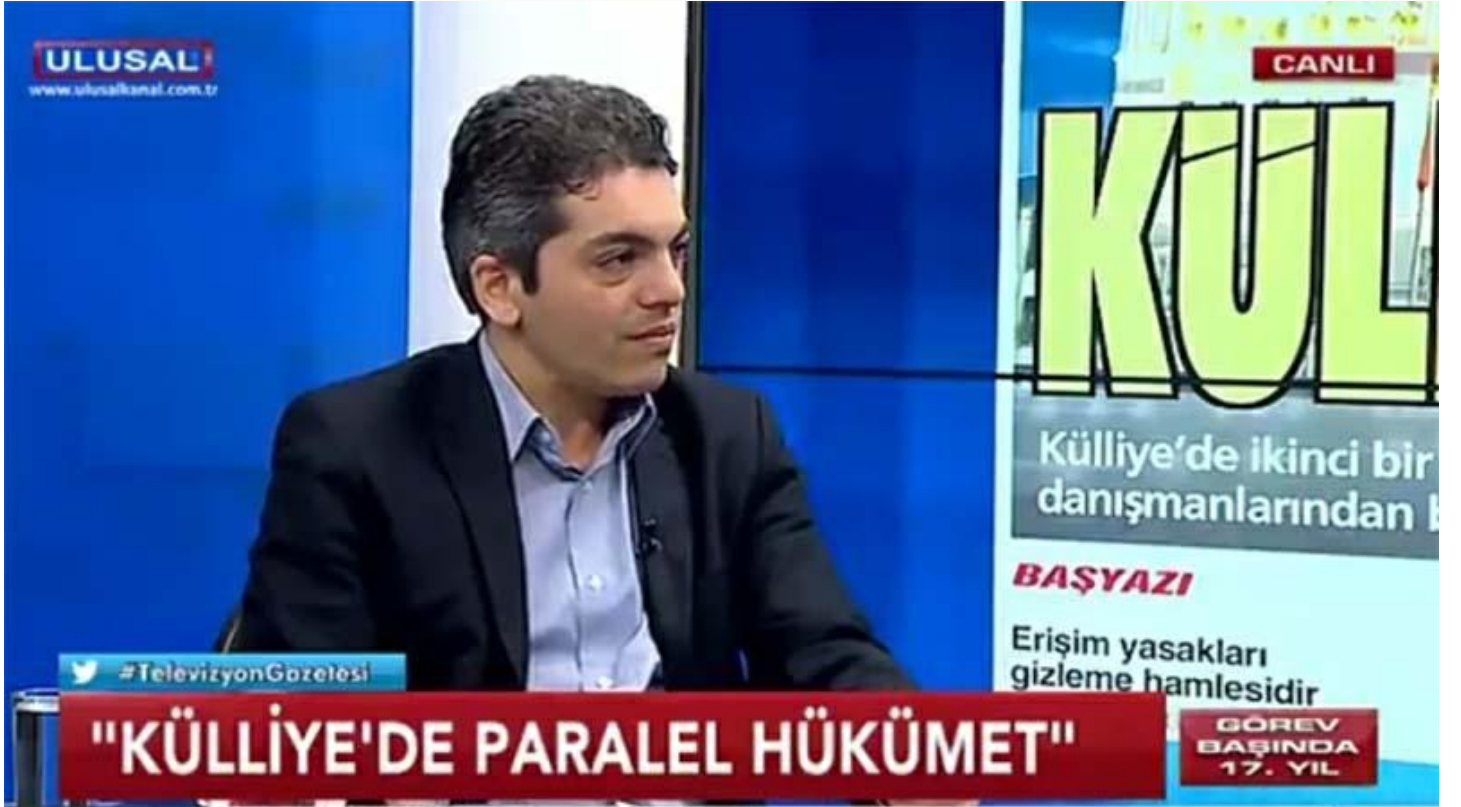 ULUSAL
www.ulusalkanal.com.tr
CANLI
KÜL
Külliye'de ikinci bir
danışmanlarından b
BAŞYAZI
Erişim yasakları
gizleme hamlesidir
#TelevizyonGazetesi
"KÜLLİYE'DE PARALEL HÜKÜMET"
GÖREV
BAŞINDA
17. YIL